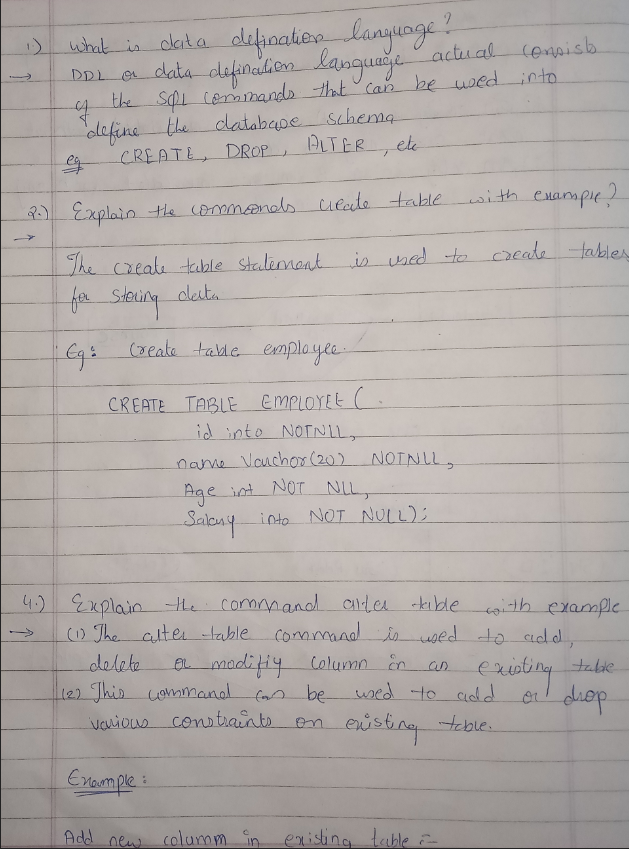 1) What is data defination language?
→ DDL or data defination language actual consist
of the SQL commands that can be used into
define the database schema
eg CREATE, DROP, ALTER, etc
2.) Explain the commands create table with example?
→
The create table statement is used to create tables
for storing data
Eg: Create table employee.
CREATE TABLE EMPLOYEE (
id into NOTNLL,
name Vauchor(20) NOTNLL,
Age int NOT NLL,
Salary into NOT NULL);
4.) Explain the command alter table with example
→ (1) The alter table command is used to add,
delete or modifiy column in an existing table
(2) This command can be used to add or drop
various constraints on existing table.
Example:
Add new column in existing table :-